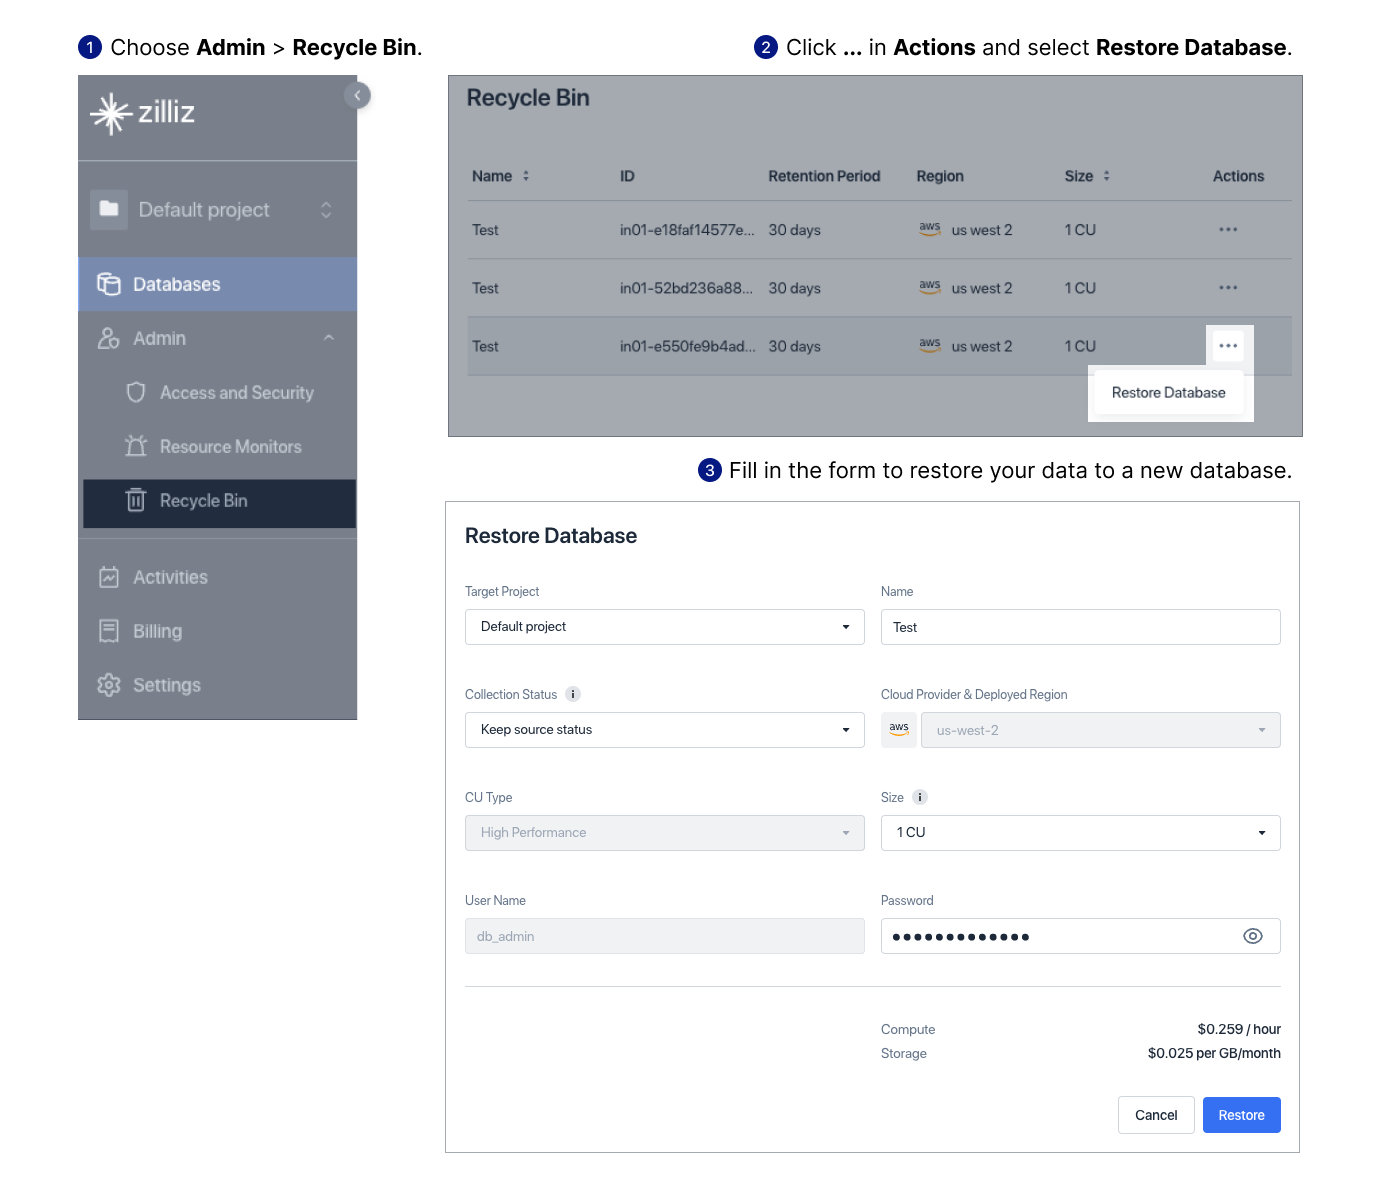 1 Choose Admin > Recycle Bin.
zilliz
Default project
Databases
Admin
Access and Security
Resource Monitors
Recycle Bin
Activities
Billing
Settings
2 Click ... in Actions and select Restore Database.
Recycle Bin
Name ID Retention Period Region Size Actions
Test in01-e18faf14577e... 30 days aws us west 2 1 CU ...
Test in01-52bd236a88... 30 days aws us west 2 1 CU ...
Test in01-e550fe9b4ad... 30 days aws us west 2 1 CU ...
Restore Database
3 Fill in the form to restore your data to a new database.
Restore Database
Target Project Name
Default project Test
Collection Status i Cloud Provider & Deployed Region
Keep source status aws us-west-2
CU Type Size i
High Performance 1 CU
User Name Password
db_admin •••••••••••••
Compute $0.259 / hour
Storage $0.025 per GB/month
Cancel Restore